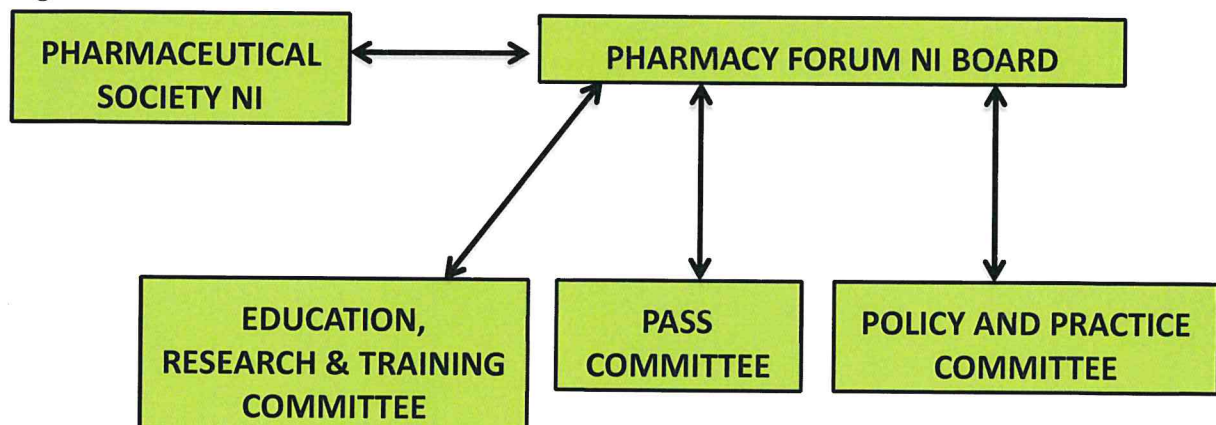 PHARMACEUTICAL
SOCIETY NI
PHARMACY FORUM NI BOARD
EDUCATION,
RESEARCH & TRAINING
COMMITTEE
PASS
COMMITTEE
POLICY AND PRACTICE
COMMITTEE